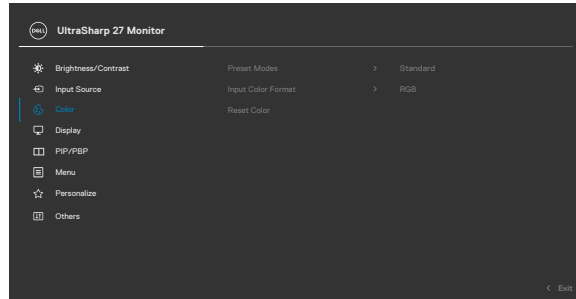 DELL UltraSharp 27 Monitor
Brightness/Contrast Preset Modes > Standard
Input Source Input Color Format > RGB
Color Reset Color
Display
PIP/PBP
Menu
Personalize
Others
< Exit